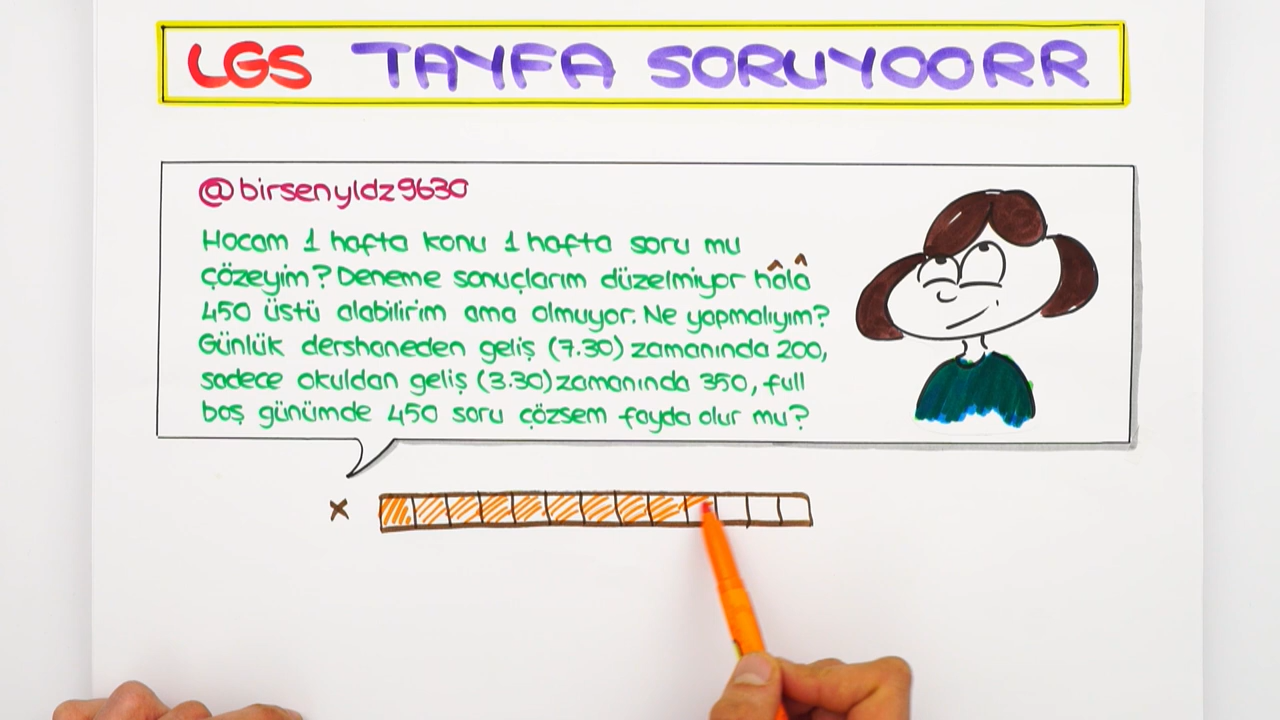 LGS TAYFA SORUYOORR
@birsenyldz9630
Hocam 1 hafta konu 1 hafta soru mu
çözeyim? Deneme sonuçlarım düzelmiyor hâlâ
450 üstü alabilirim ama olmuyor. Ne yapmalıyım?
Günlük dershaneden geliş (7.30) zamanında 200,
sadece okuldan geliş (3.30) zamanında 350, full
boş günümde 450 soru çözsem fayda olur mu?
x